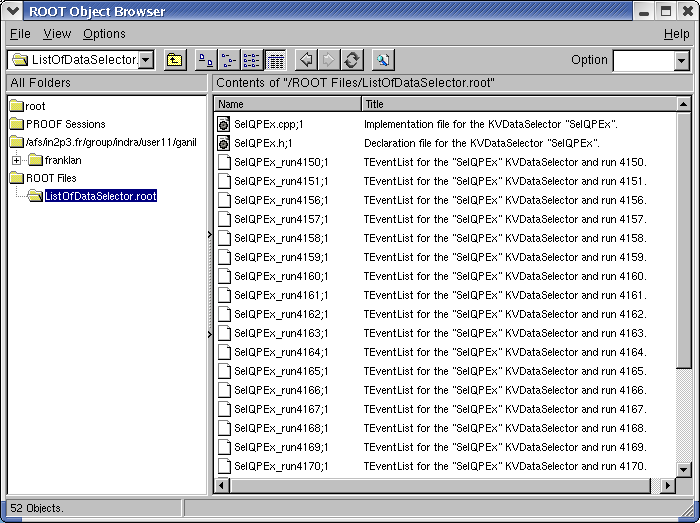 ROOT Object Browser
File View Options Help
ListOfDataSelector. Option
All Folders
Contents of "/ROOT Files/ListOfDataSelector.root"
root
PROOF Sessions
/afs/in2p3.fr/group/indra/user11/ganil
franklan
ROOT Files
ListOfDataSelector.root
Name Title
SelQPEx.cpp;1 Implementation file for the KVDataSelector "SelQPEx".
SelQPEx.h;1 Declaration file for the KVDataSelector "SelQPEx".
SelQPEx_run4150;1 TEventList for the "SelQPEx" KVDataSelector and run 4150.
SelQPEx_run4151;1 TEventList for the "SelQPEx" KVDataSelector and run 4151.
SelQPEx_run4156;1 TEventList for the "SelQPEx" KVDataSelector and run 4156.
SelQPEx_run4157;1 TEventList for the "SelQPEx" KVDataSelector and run 4157.
SelQPEx_run4158;1 TEventList for the "SelQPEx" KVDataSelector and run 4158.
SelQPEx_run4159;1 TEventList for the "SelQPEx" KVDataSelector and run 4159.
SelQPEx_run4160;1 TEventList for the "SelQPEx" KVDataSelector and run 4160.
SelQPEx_run4161;1 TEventList for the "SelQPEx" KVDataSelector and run 4161.
SelQPEx_run4162;1 TEventList for the "SelQPEx" KVDataSelector and run 4162.
SelQPEx_run4163;1 TEventList for the "SelQPEx" KVDataSelector and run 4163.
SelQPEx_run4164;1 TEventList for the "SelQPEx" KVDataSelector and run 4164.
SelQPEx_run4165;1 TEventList for the "SelQPEx" KVDataSelector and run 4165.
SelQPEx_run4166;1 TEventList for the "SelQPEx" KVDataSelector and run 4166.
SelQPEx_run4167;1 TEventList for the "SelQPEx" KVDataSelector and run 4167.
SelQPEx_run4168;1 TEventList for the "SelQPEx" KVDataSelector and run 4168.
SelQPEx_run4169;1 TEventList for the "SelQPEx" KVDataSelector and run 4169.
SelQPEx_run4170;1 TEventList for the "SelQPEx" KVDataSelector and run 4170.
52 Objects.